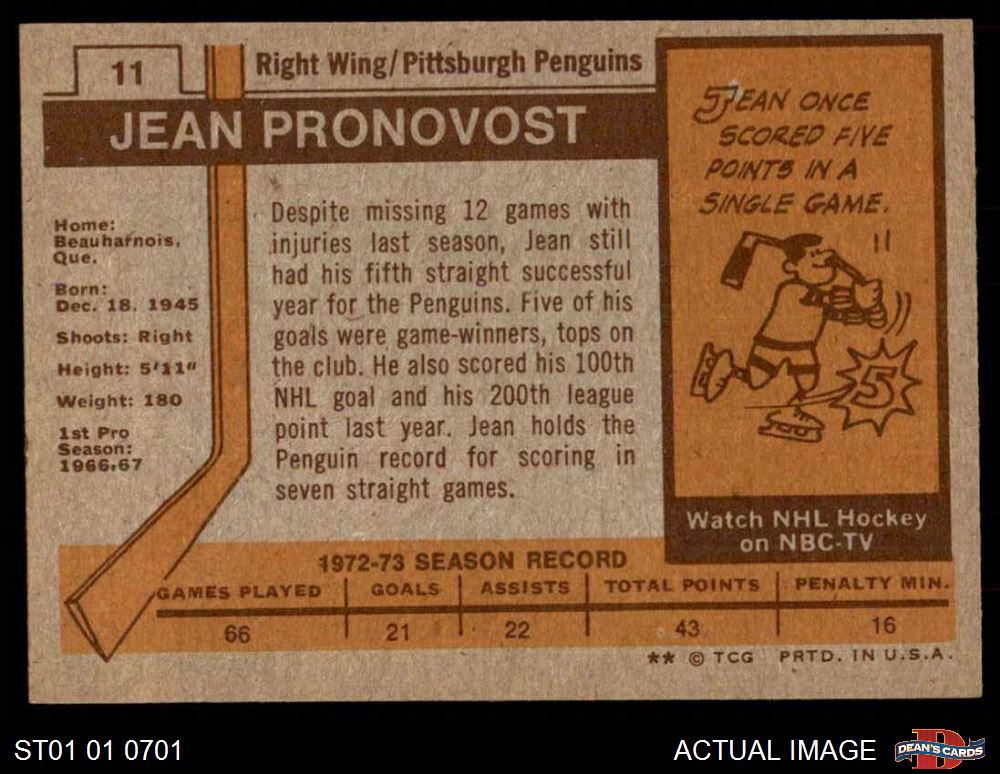 11
Right Wing/Pittsburgh Penguins
JEAN PRONOVOST
Home:
Beauharnois,
Que.
Born:
Dec. 18. 1945
Shoots: Right
Height: 5'11"
Weight: 180
1st Pro
Season:
1966-67
Despite missing 12 games with
injuries last season, Jean still
had his fifth straight successful
year for the Penguins. Five of his
goals were game-winners, tops on
the club. He also scored his 100th
NHL goal and his 200th league
point last year. Jean holds the
Penguin record for scoring in
seven straight games.
JEAN ONCE
SCORED FIVE
POINTS IN A
SINGLE GAME.
11
5
Watch NHL Hockey
on NBC-TV
1972-73 SEASON RECORD
GAMES PLAYED GOALS ASSISTS TOTAL POINTS PENALTY MIN.
66 21 22 43 16
** © TCG PRTD. IN U.S.A.
ST01 01 0701
ACTUAL IMAGE
D
DEAN'S CARDS